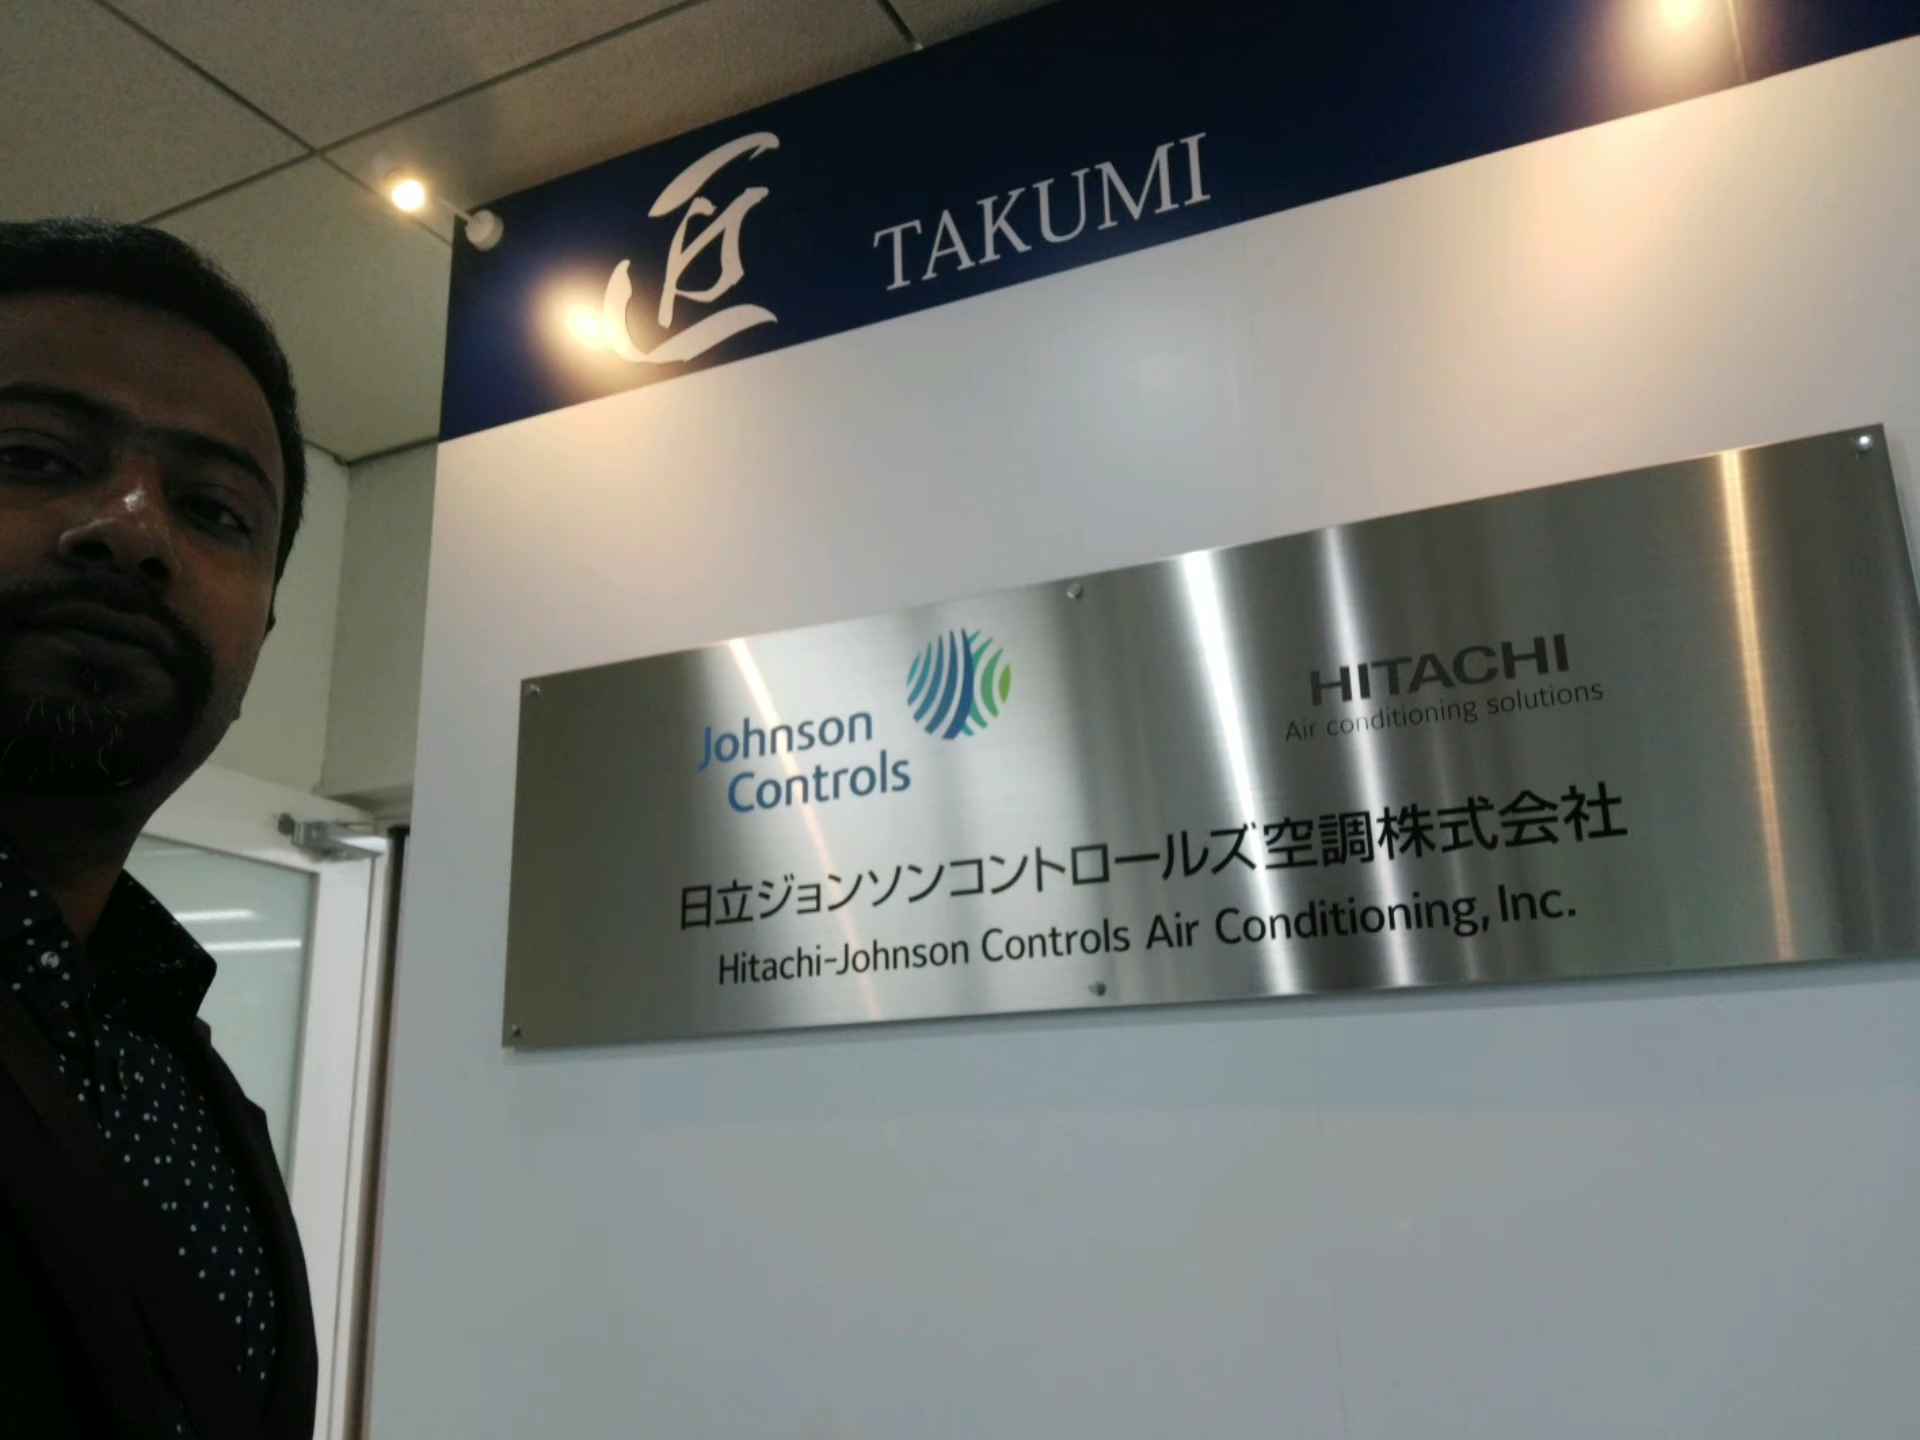 匠 TAKUMI
Johnson
Controls
HITACHI
Air conditioning solutions
日立ジョンソンコントロールズ空調株式会社
Hitachi-Johnson Controls Air Conditioning, Inc.